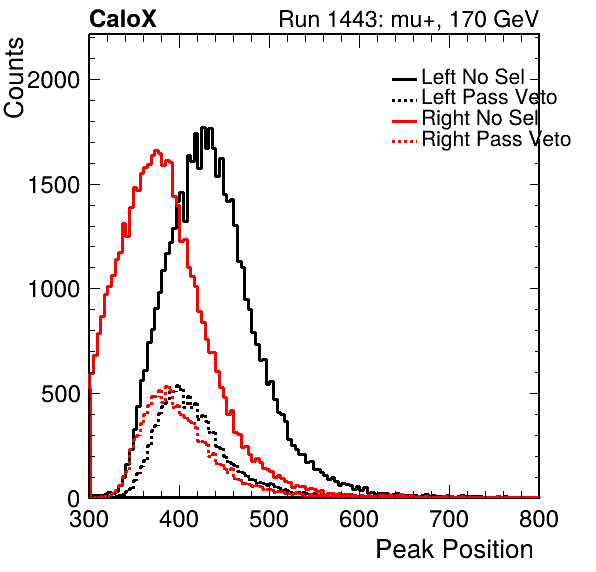 CaloX Run 1443: mu+, 170 GeV
Counts
2000
1500
1000
500
0
Left No Sel
Left Pass Veto
Right No Sel
Right Pass Veto
300 400 500 600 700 800
Peak Position